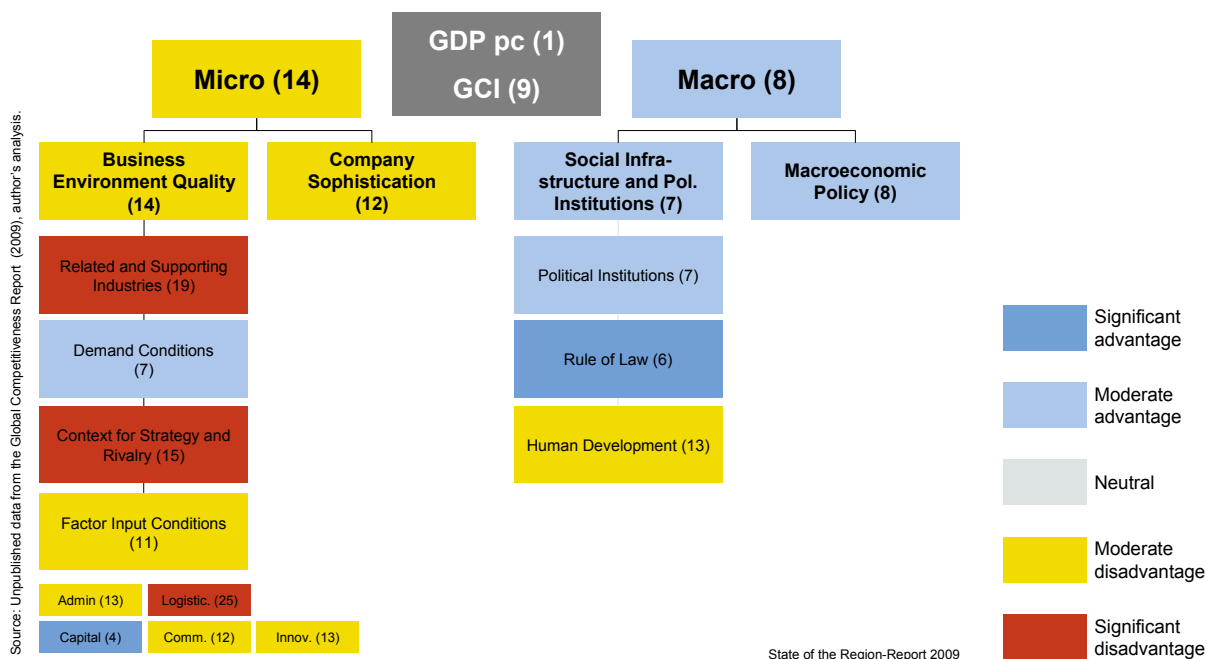 GDP pc (1)
GCI (9)
Micro (14)
Macro (8)
Business
Environment Quality
(14)
Company
Sophistication
(12)
Social Infra-
structure and Pol.
Institutions (7)
Macroeconomic
Policy (8)
Related and Supporting
Industries (19)
Political Institutions (7)
Demand Conditions
(7)
Rule of Law (6)
Context for Strategy and
Rivalry (15)
Human Development (13)
Factor Input Conditions
(11)
Admin (13)
Logistic. (25)
Capital (4)
Comm. (12)
Innov. (13)
Significant
advantage
Moderate
advantage
Neutral
Moderate
disadvantage
Significant
disadvantage
State of the Region-Report 2009
Source: Unpublished data from the Global Competitiveness Report (2009), author's analysis.